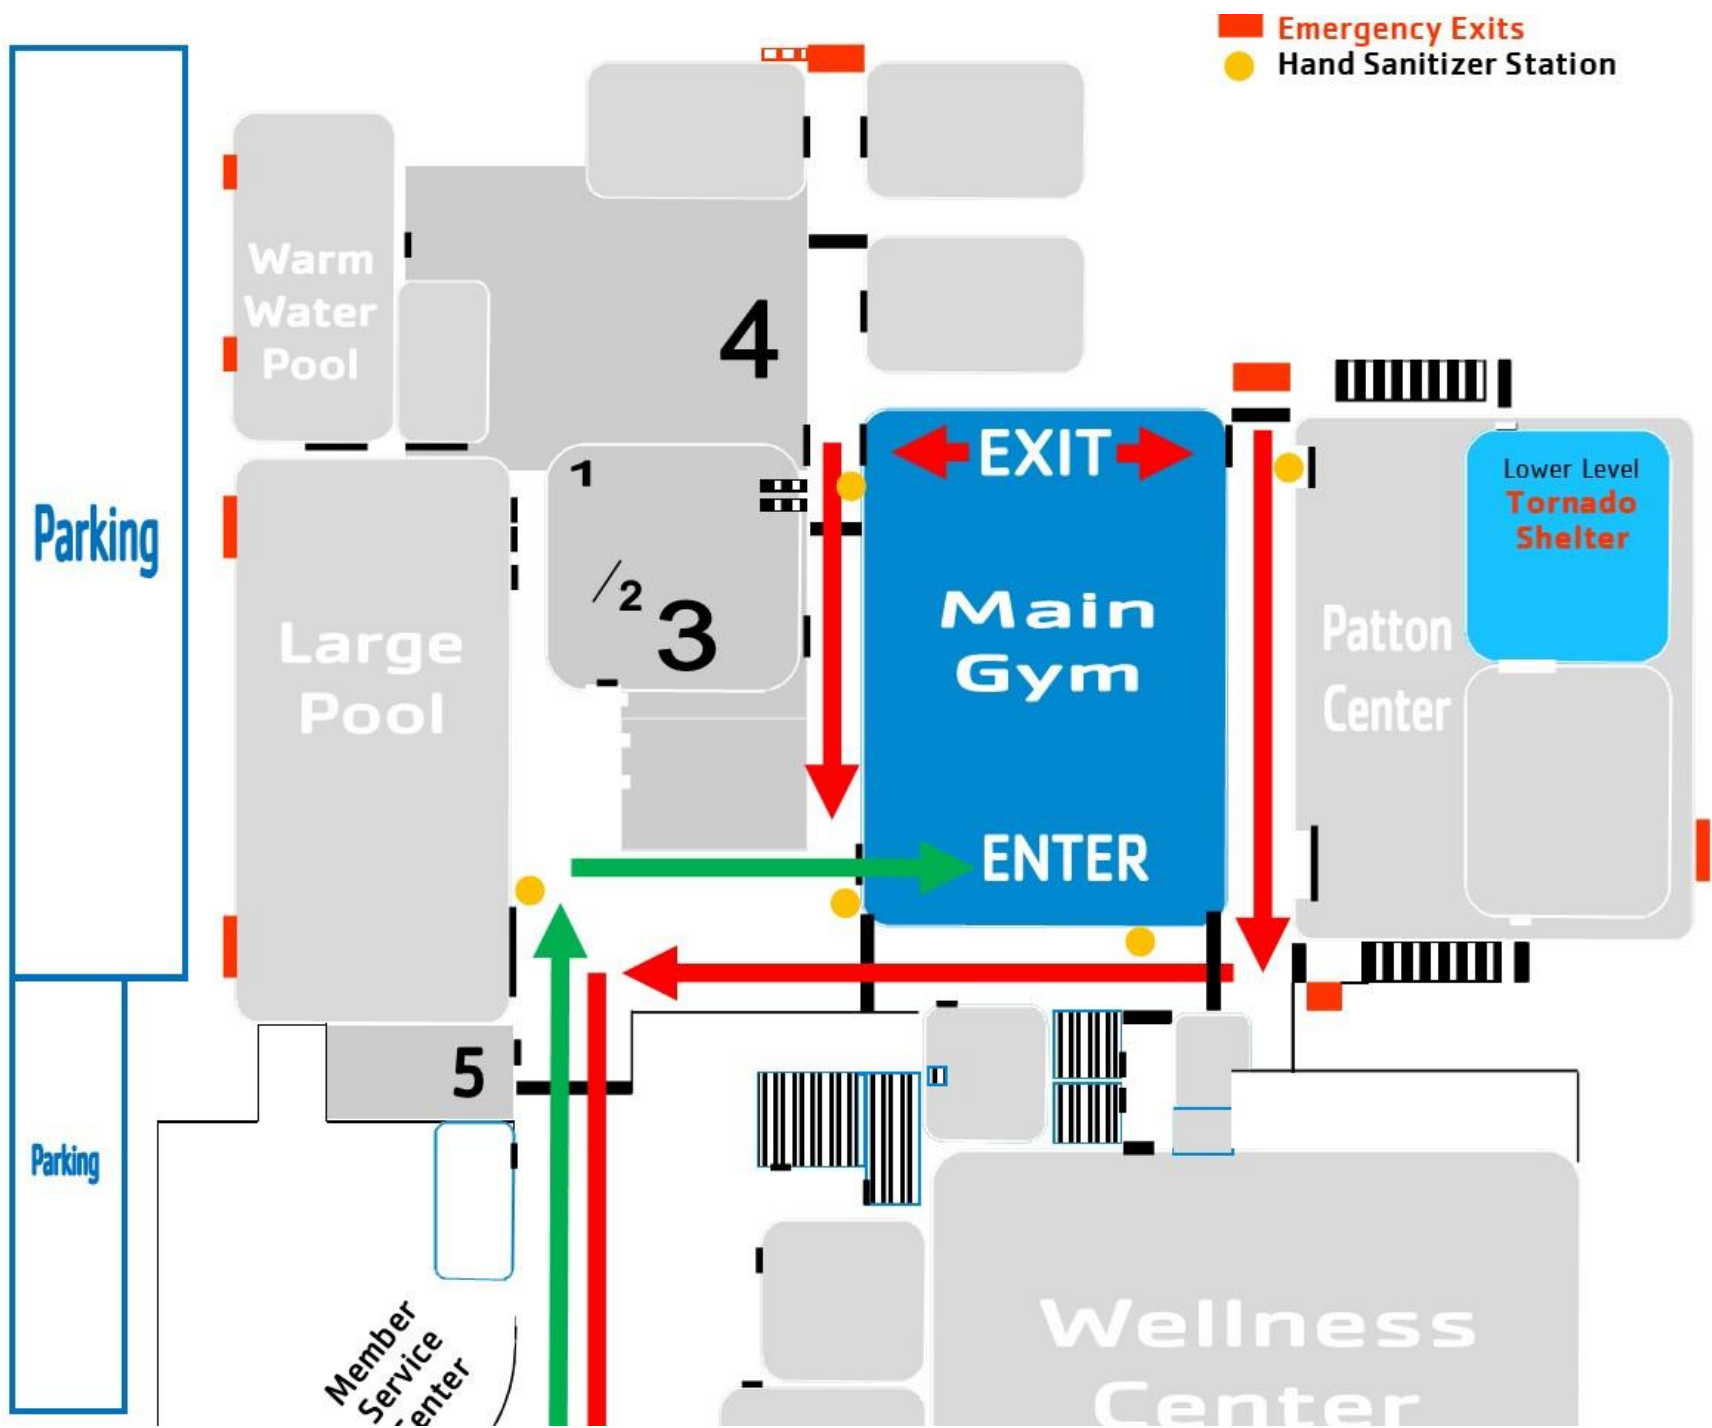 Emergency Exits
Hand Sanitizer Station
Warm
Water
Pool
4
EXIT
1
Lower Level
Tornado
Shelter
Parking
/2
3
Main
Gym
Large
Pool
Patton
Center
ENTER
5
Parking
Member
Service
Wellness
Center